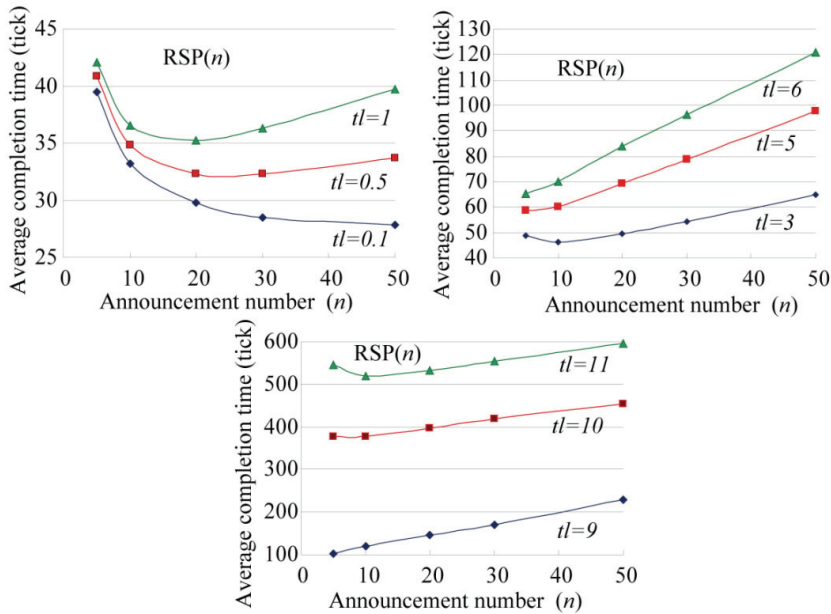 Average completion time (tick)
45
40
35
30
25
RSP(n)
tl=1
tl=0.5
tl=0.1
0 10 20 30 40 50
Announcement number (n)
Average completion time (tick)
130
120
110
100
90
80
70
60
50
40
RSP(n)
tl=6
tl=5
tl=3
0 10 20 30 40 50
Announcement number (n)
Average completion time (tick)
600
500
400
300
200
100
RSP(n)
tl=11
tl=10
tl=9
0 10 20 30 40 50
Announcement number (n)